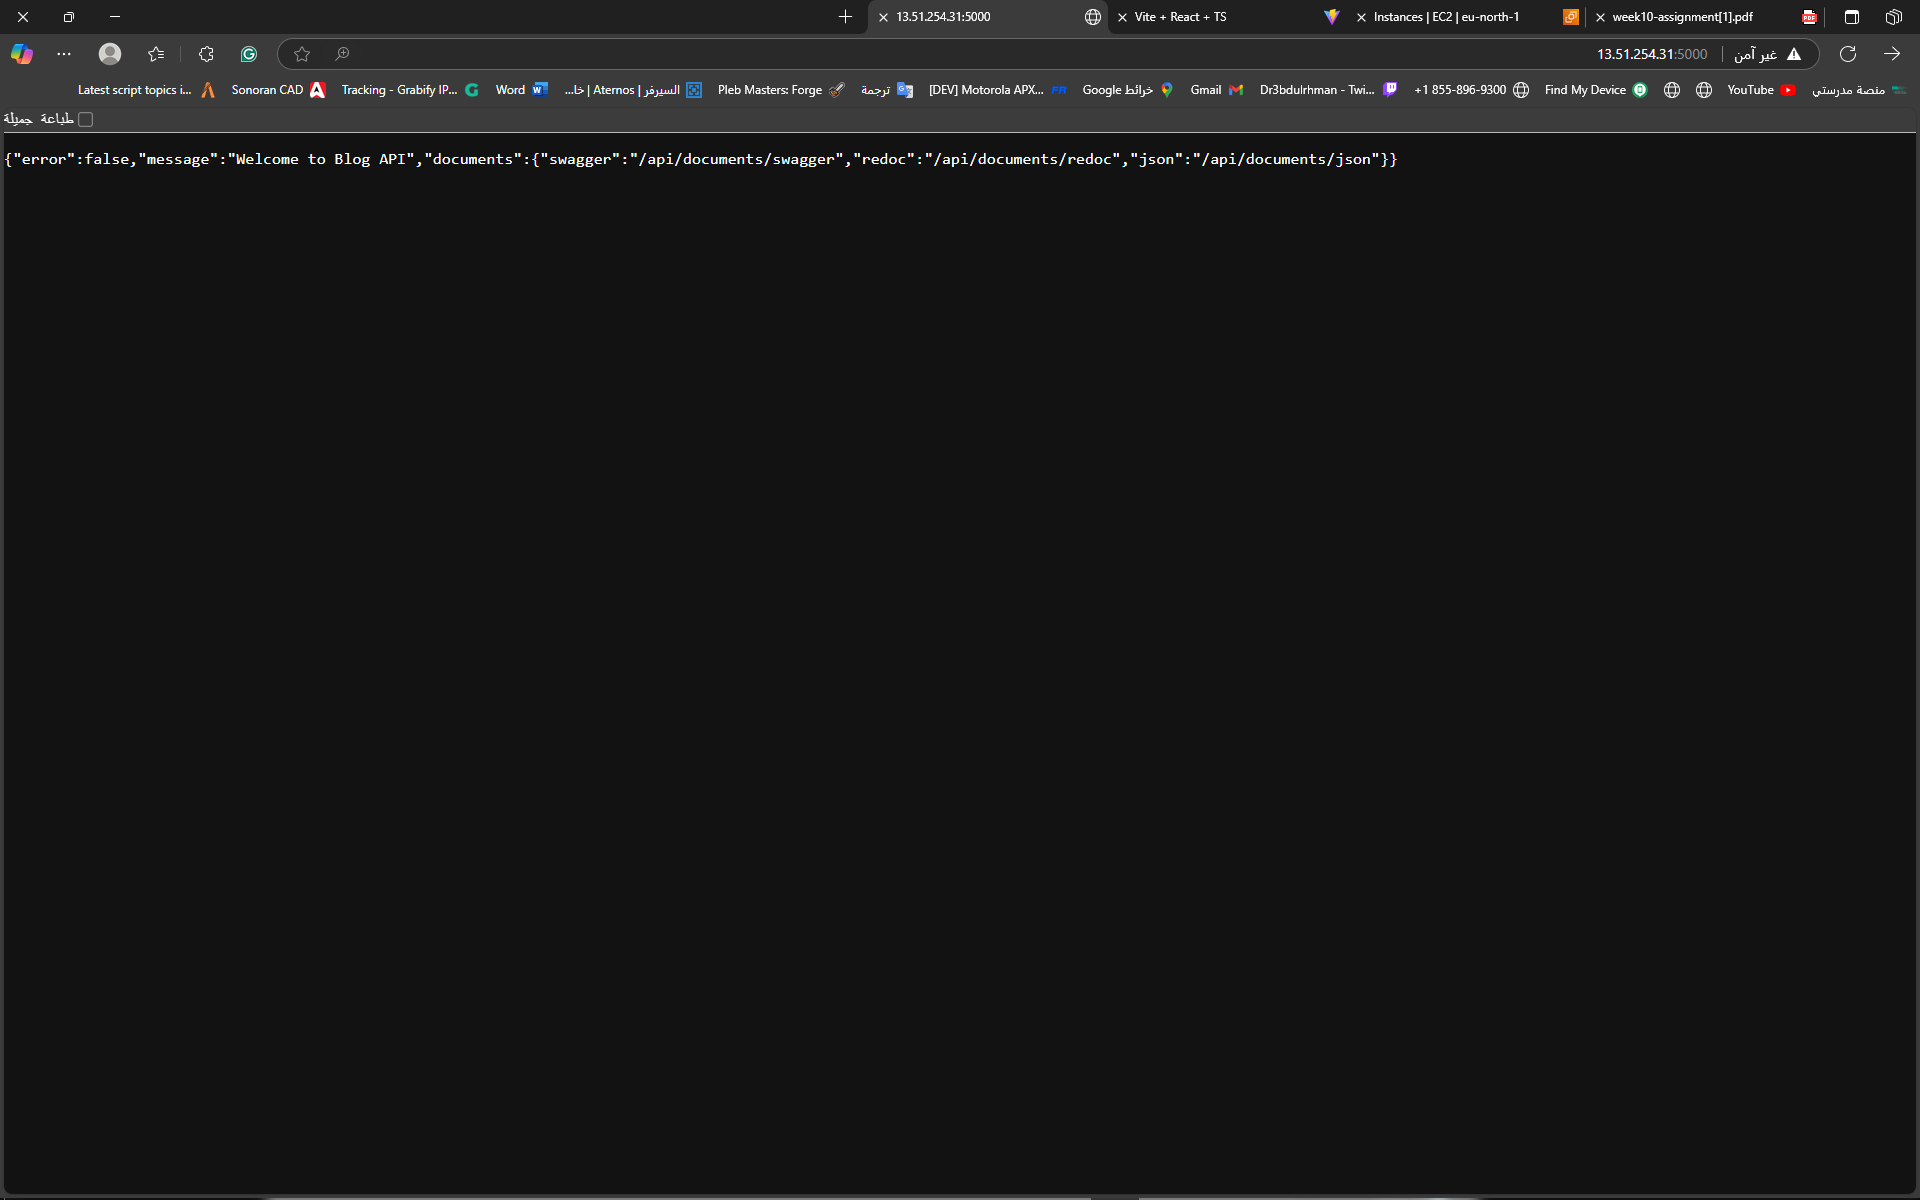 13.51.254.31:5000
Vite + React + TS
Instances | EC2 | eu-north-1
week10-assignment[1].pdf
13.51.254.31:5000
غير آمن
Latest script topics i...
Sonoran CAD
Tracking - Grabify IP...
Word
السيرفر | Aternos | خا...
Pleb Masters: Forge
ترجمة
[DEV] Motorola APX...
خرائط Google
Gmail
Dr3bdulrhman - Twi...
+1 855-896-9300
Find My Device
YouTube
منصة مدرستي
طباعة جميلة
{"error":false,"message":"Welcome to Blog API","documents":{"swagger":"/api/documents/swagger","redoc":"/api/documents/redoc","json":"/api/documents/json"}}